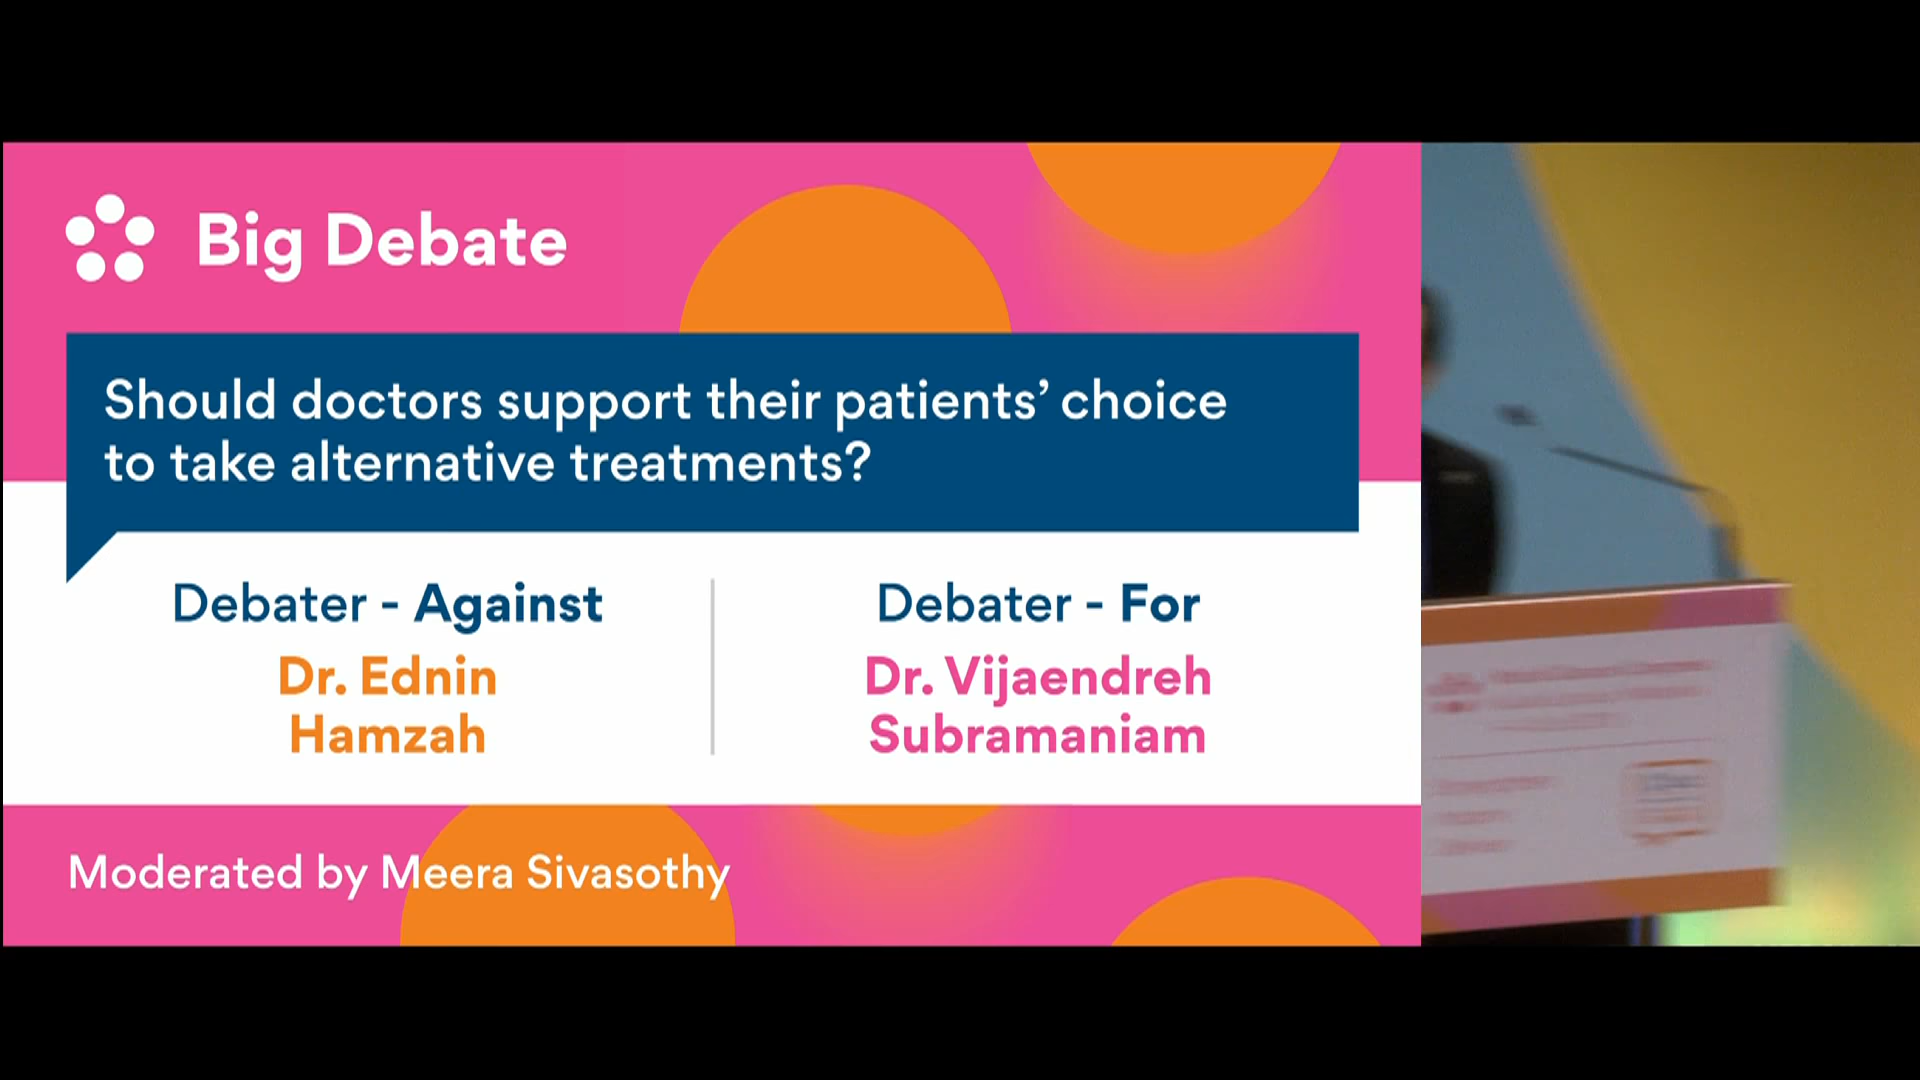 Big Debate
Should doctors support their patients’ choice
to take alternative treatments?
Debater - Against
Dr. Ednin
Hamzah
Debater - For
Dr. Vijaendreh
Subramaniam
Moderated by Meera Sivasothy